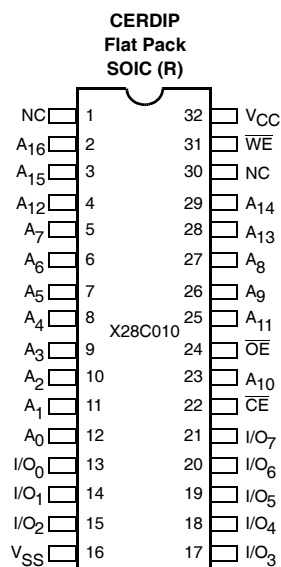 CERDIP
Flat Pack
SOIC (R)
NC 1 32 VCC
A16 2 31 WE
A15 3 30 NC
A12 4 29 A14
A7 5 28 A13
A6 6 27 A8
A5 7 26 A9
A4 8 25 A11
X28C010
A3 9 24 OE
A2 10 23 A10
A1 11 22 CE
A0 12 21 I/O7
I/O0 13 20 I/O6
I/O1 14 19 I/O5
I/O2 15 18 I/O4
VSS 16 17 I/O3